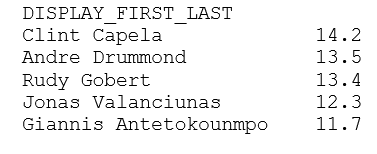 DISPLAY_FIRST_LAST
Clint Capela 14.2
Andre Drummond 13.5
Rudy Gobert 13.4
Jonas Valanciunas 12.3
Giannis Antetokounmpo 11.7